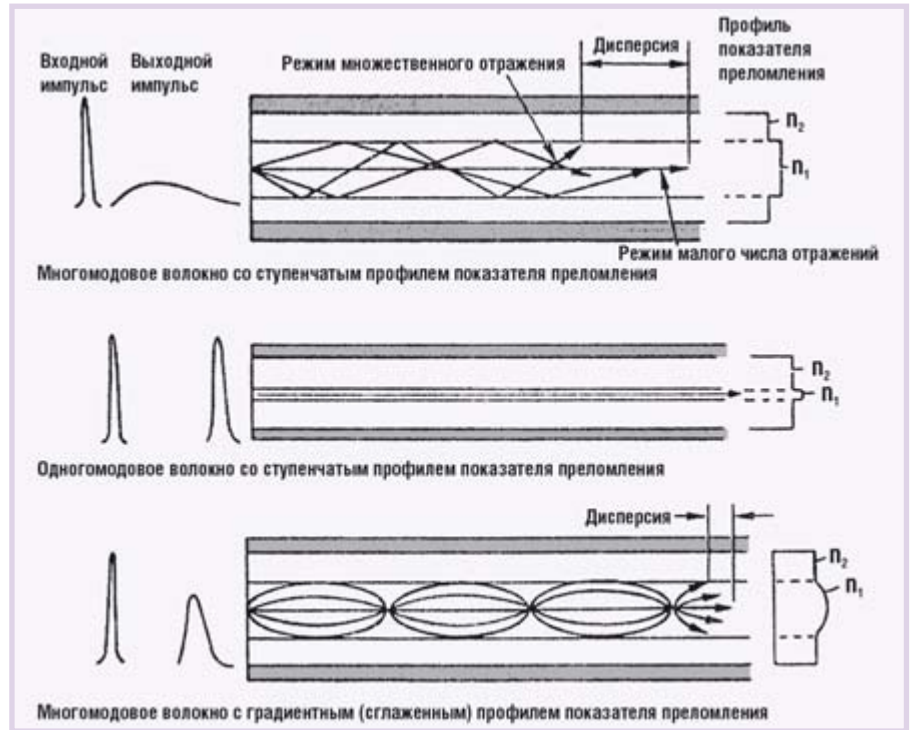 Входной
импульс
Выходной
импульс
Режим множественного отражения
Дисперсия
Профиль
показателя
преломления
n₂
n₁
Режим малого числа отражений
Многомодовое волокно со ступенчатым профилем показателя преломления
n₂
n₁
Одногомодовое волокно со ступенчатым профилем показателя преломления
Дисперсия
n₂
n₁
Многомодовое волокно с градиентным (сглаженным) профилем показателя преломления